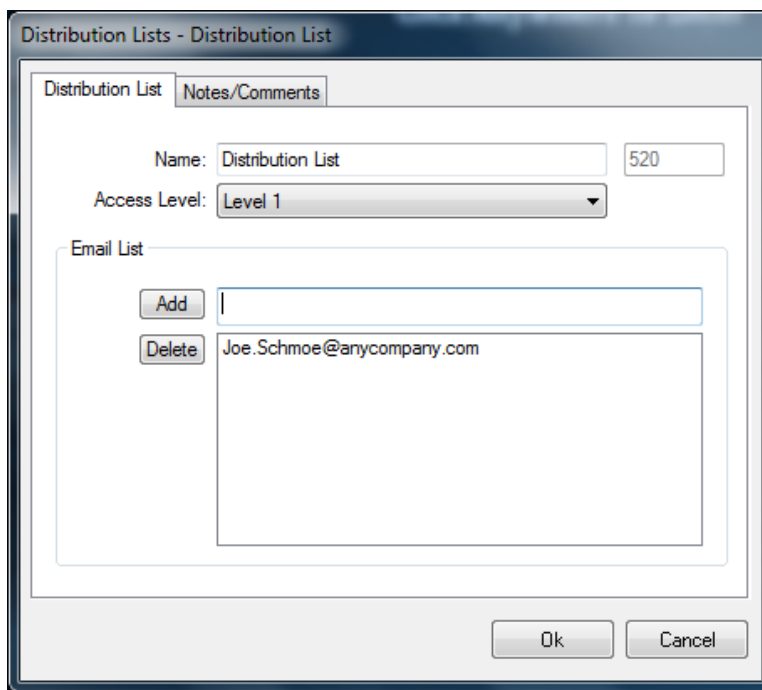 Distribution Lists - Distribution List
Distribution List Notes/Comments
Name: Distribution List 520
Access Level: Level 1
Email List
Add
Delete Joe.Schmoe@anycompany.com
Ok Cancel